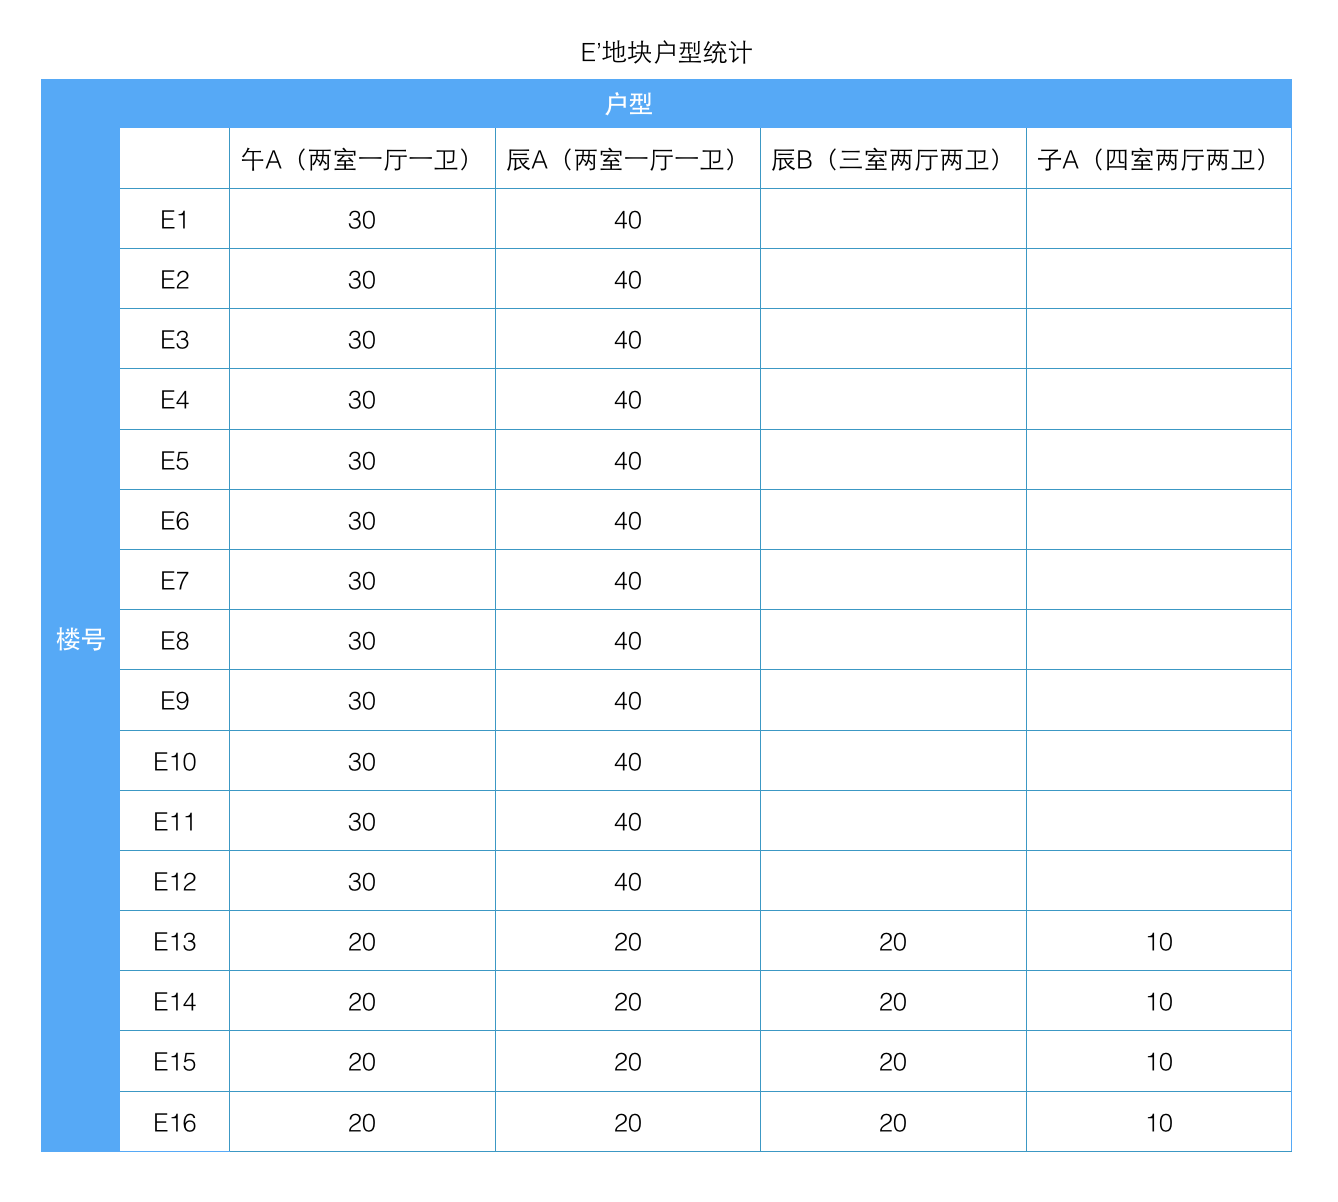 E'地块户型统计
户型
午A（两室一厅一卫） 辰A（两室一厅一卫） 辰B（三室两厅两卫） 子A（四室两厅两卫）
楼号
E1 30 40
E2 30 40
E3 30 40
E4 30 40
E5 30 40
E6 30 40
E7 30 40
E8 30 40
E9 30 40
E10 30 40
E11 30 40
E12 30 40
E13 20 20 20 10
E14 20 20 20 10
E15 20 20 20 10
E16 20 20 20 10